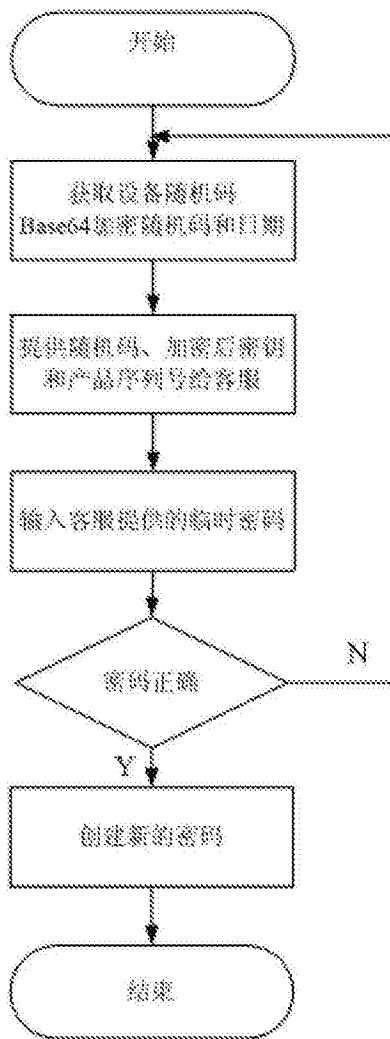 开始
获取设备随机码
Base64加密随机码和日期
提供随机码、加密后密钥
和产品序列号给客服
输入客服提供的临时密码
密码正确
N
Y
创建新的密码
结束